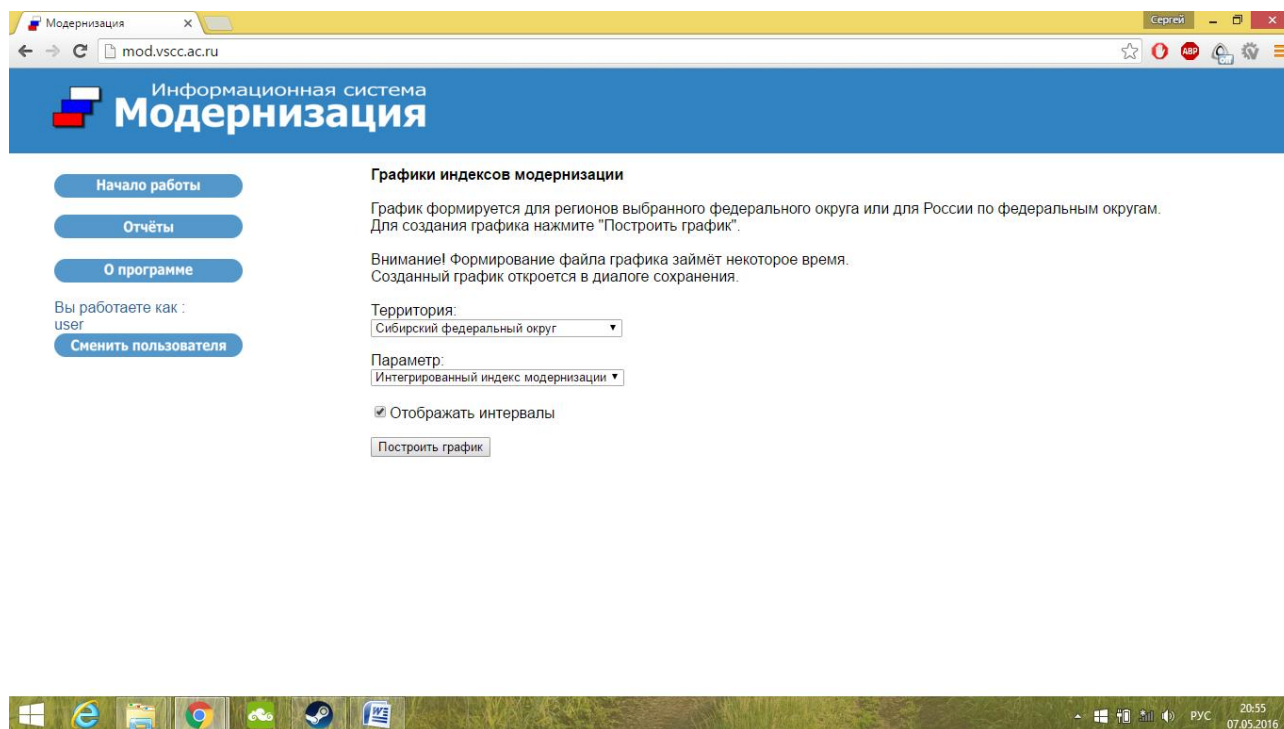 Модернизация
Сергей
mod.vscc.ac.ru
ABP
off
Информационная система
Модернизация
Начало работы
Отчёты
О программе
Вы работаете как :
user
Сменить пользователя
Графики индексов модернизации
График формируется для регионов выбранного федерального округа или для России по федеральным округам.
Для создания графика нажмите "Построить график".
Внимание! Формирование файла графика займёт некоторое время.
Созданный график откроется в диалоге сохранения.
Территория:
Сибирский федеральный округ
Параметр:
Интегрированный индекс модернизации
Отображать интервалы
Построить график
РУС
20:55
07.05.2016